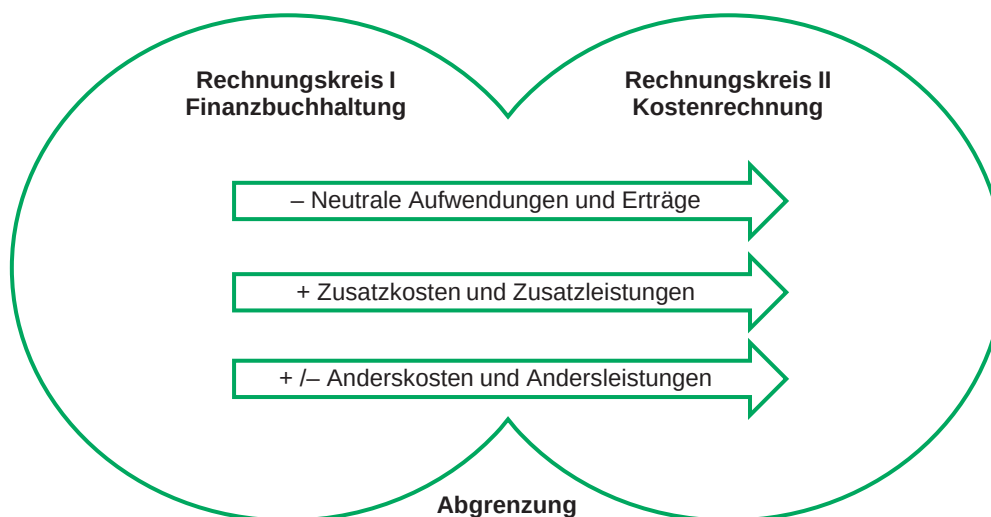 Rechnungskreis I
Finanzbuchhaltung
Rechnungskreis II
Kostenrechnung
– Neutrale Aufwendungen und Erträge
+ Zusatzkosten und Zusatzleistungen
+ /– Anderskosten und Andersleistungen
Abgrenzung